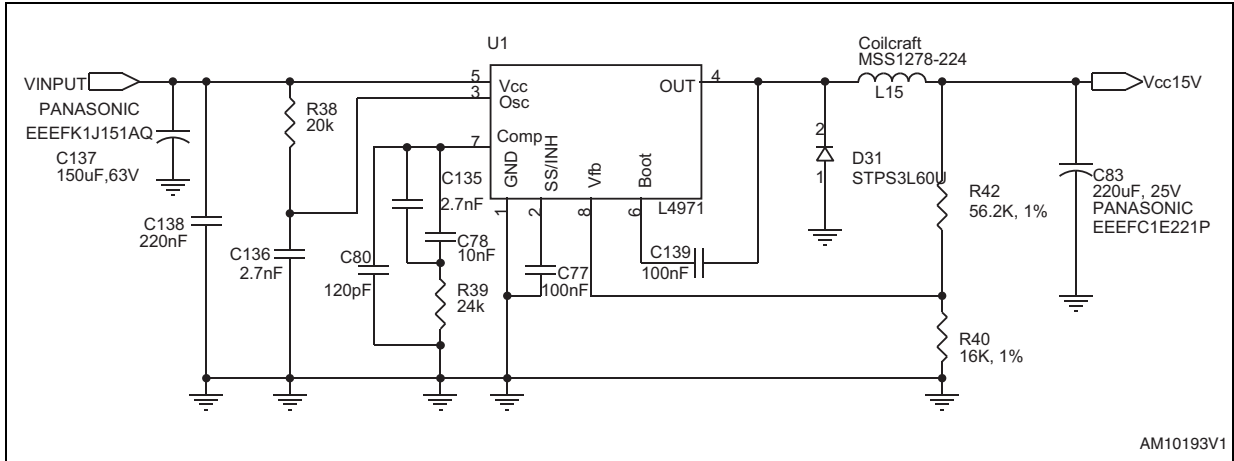 U1
Coilcraft
MSS1278-224
VINPUT
5
Vcc
3
Osc
OUT
4
L15
Vcc15V
PANASONIC
EEEFK1J151AQ
C137
150uF,63V
R38
20k
7
Comp
GND
SS/INH
Vfb
Boot
1
2
8
6
L4971
2
1
D31
STPS3L60U
C135
2.7nF
R42
56.2K, 1%
C83
220uF, 25V
PANASONIC
EEEFC1E221P
C138
220nF
C136
2.7nF
C80
120pF
C78
10nF
R39
24k
C77
100nF
C139
100nF
R40
16K, 1%
AM10193V1